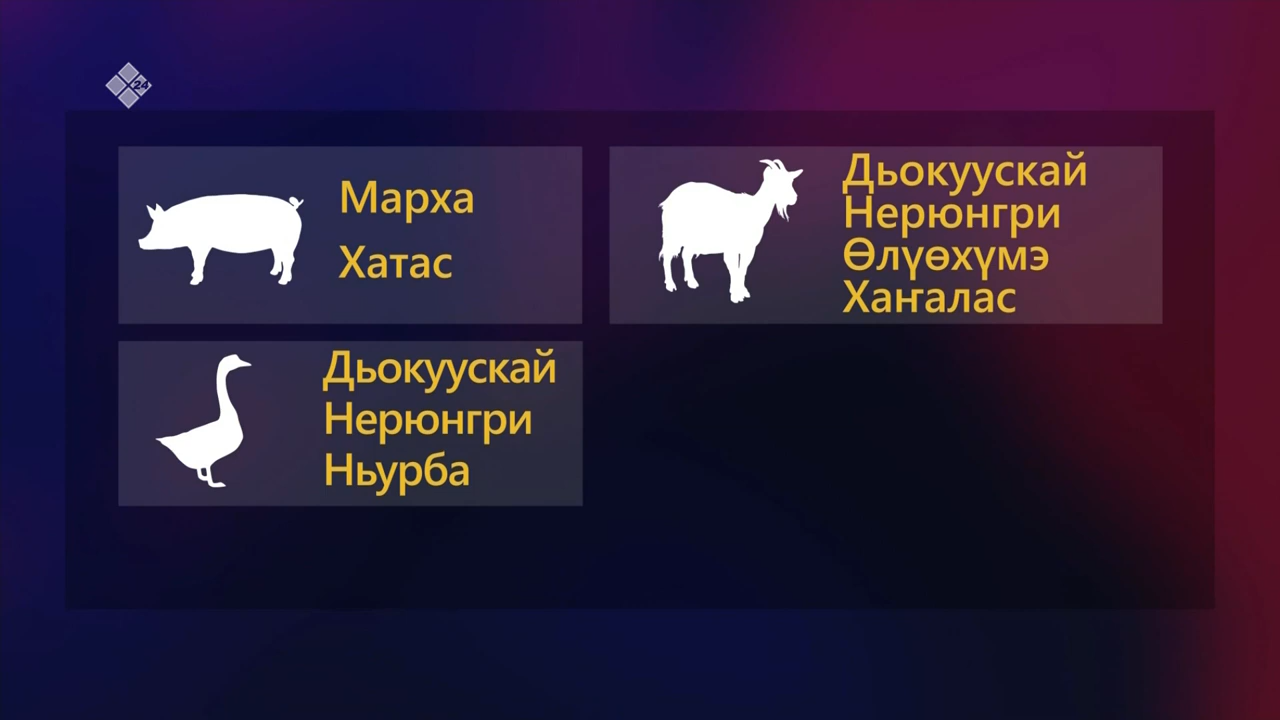 Марха
Хатас
Дьокуускай
Нерюнгри
Өлүөхүмэ
Хаҥалас
Дьокуускай
Нерюнгри
Ньурба